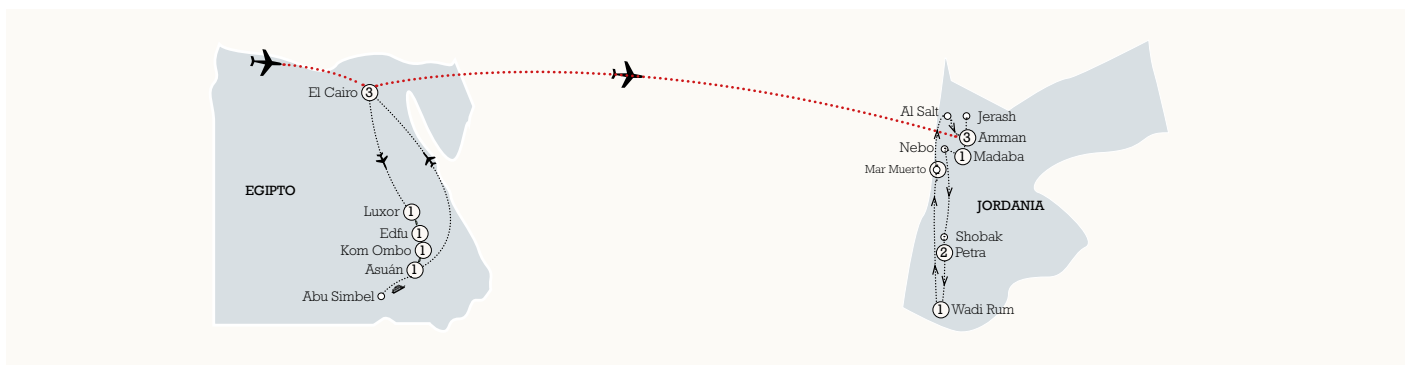 El Cairo 3
EGIPTO
Luxor 1
Edfu 1
Kom Ombo 1
Asuán 1
Abu Simbel
Al Salt
Jerash
3 Amman
Nebo
1 Madaba
Mar Muerto 0
JORDANIA
Shobak
2 Petra
1 Wadi Rum